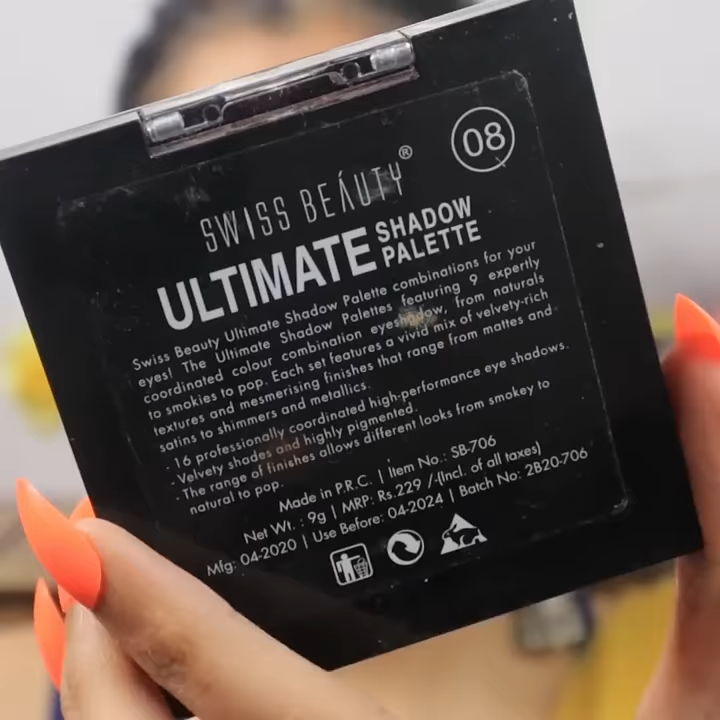 08
SWISS BEÁUTY®
ULTIMATE SHADOW PALETTE
Swiss Beauty Ultimate Shadow Palette combinations for your
eyes! The Ultimate Shadow Palettes featuring 9 expertly
coordinated colour combination eyeshadow, from naturals
to smokies to pop. Each set features a vivid mix of velvety-rich
textures and mesmerising finishes that range from mattes and
satins to shimmers and metallics.
· 16 professionally coordinated high-performance eye shadows.
· Velvety shades and highly pigmented.
· The range of finishes allows different looks from smokey to
natural to pop.
Made in P.R.C. | Item No.: SB-706
Net Wt. : 9g | MRP: Rs.229 /-(Incl. of all taxes)
Mfg: 04-2020 | Use Before: 04-2024 | Batch No: 2B20-706